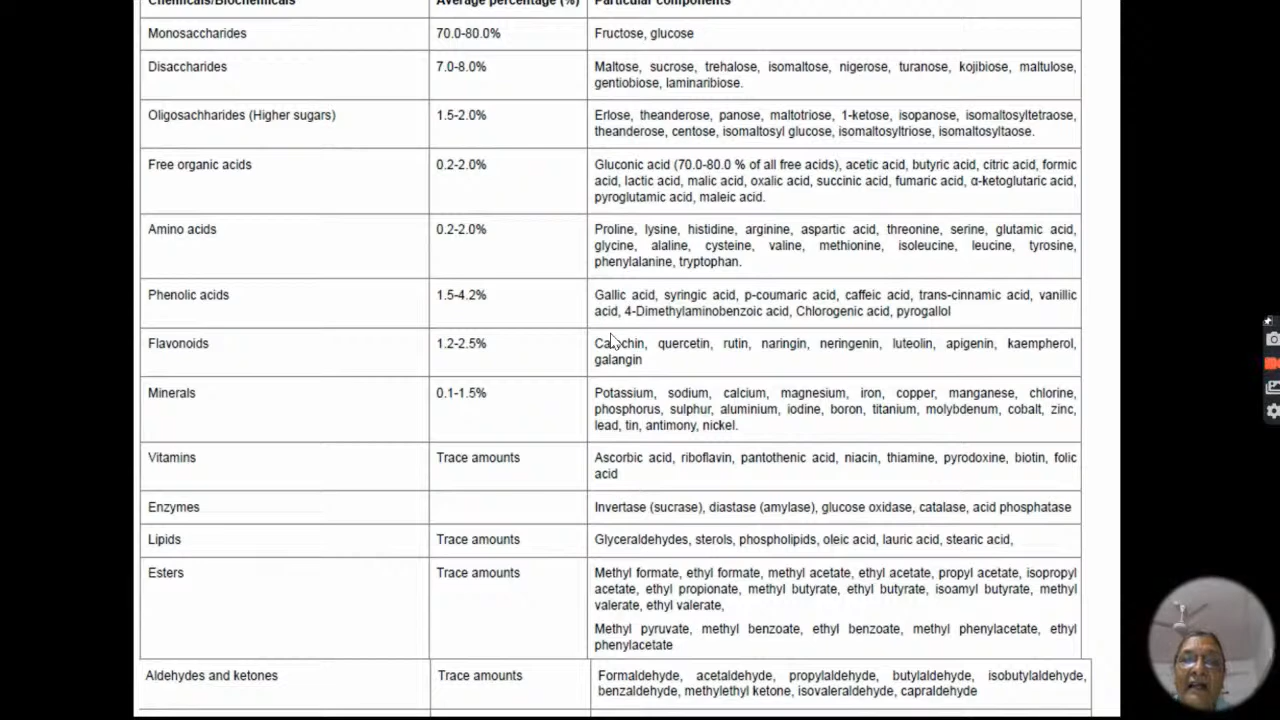 Chemicals/Biochemicals Average percentage (%) Particular components
Monosaccharides 70.0-80.0% Fructose, glucose
Disaccharides 7.0-8.0% Maltose, sucrose, trehalose, isomaltose, nigerose, turanose, kojibiose, maltulose,
gentiobiose, laminaribiose.
Oligosachharides (Higher sugars) 1.5-2.0% Erlose, theanderose, panose, maltotriose, 1-ketose, isopanose, isomaltosyltetraose,
theanderose, centose, isomaltosyl glucose, isomaltosyltriose, isomaltosyltaose.
Free organic acids 0.2-2.0% Gluconic acid (70.0-80.0 % of all free acids), acetic acid, butyric acid, citric acid, formic
acid, lactic acid, malic acid, oxalic acid, succinic acid, fumaric acid, α-ketoglutaric acid,
pyroglutamic acid, maleic acid.
Amino acids 0.2-2.0% Proline, lysine, histidine, arginine, aspartic acid, threonine, serine, glutamic acid,
glycine, alaline, cysteine, valine, methionine, isoleucine, leucine, tyrosine,
phenylalanine, tryptophan.
Phenolic acids 1.5-4.2% Gallic acid, syringic acid, p-coumaric acid, caffeic acid, trans-cinnamic acid, vanillic
acid, 4-Dimethylaminobenzoic acid, Chlorogenic acid, pyrogallol
Flavonoids 1.2-2.5% quercetin, rutin, naringin, neringenin, luteolin, apigenin, kaempherol,
galangin
Minerals 0.1-1.5% Potassium, sodium, calcium, magnesium, iron, copper, manganese, chlorine,
phosphorus, sulphur, aluminium, iodine, boron, titanium, molybdenum, cobalt, zinc,
lead, tin, antimony, nickel.
Vitamins Trace amounts Ascorbic acid, riboflavin, pantothenic acid, niacin, thiamine, pyrodoxine, biotin, folic
acid
Enzymes Invertase (sucrase), diastase (amylase), glucose oxidase, catalase, acid phosphatase
Lipids Trace amounts Glyceraldehydes, sterols, phospholipids, oleic acid, lauric acid, stearic acid,
Esters Trace amounts Methyl formate, ethyl formate, methyl acetate, ethyl acetate, propyl acetate, isopropyl
acetate, ethyl propionate, methyl butyrate, ethyl butyrate, isoamyl butyrate, methyl
valerate, ethyl valerate,
Methyl pyruvate, methyl benzoate, ethyl benzoate, methyl phenylacetate, ethyl
phenylacetate
Aldehydes and ketones Trace amounts Formaldehyde, acetaldehyde, propylaldehyde, butylaldehyde, isobutylaldehyde,
benzaldehyde, methylethyl ketone, isovaleraldehyde, capraldehyde